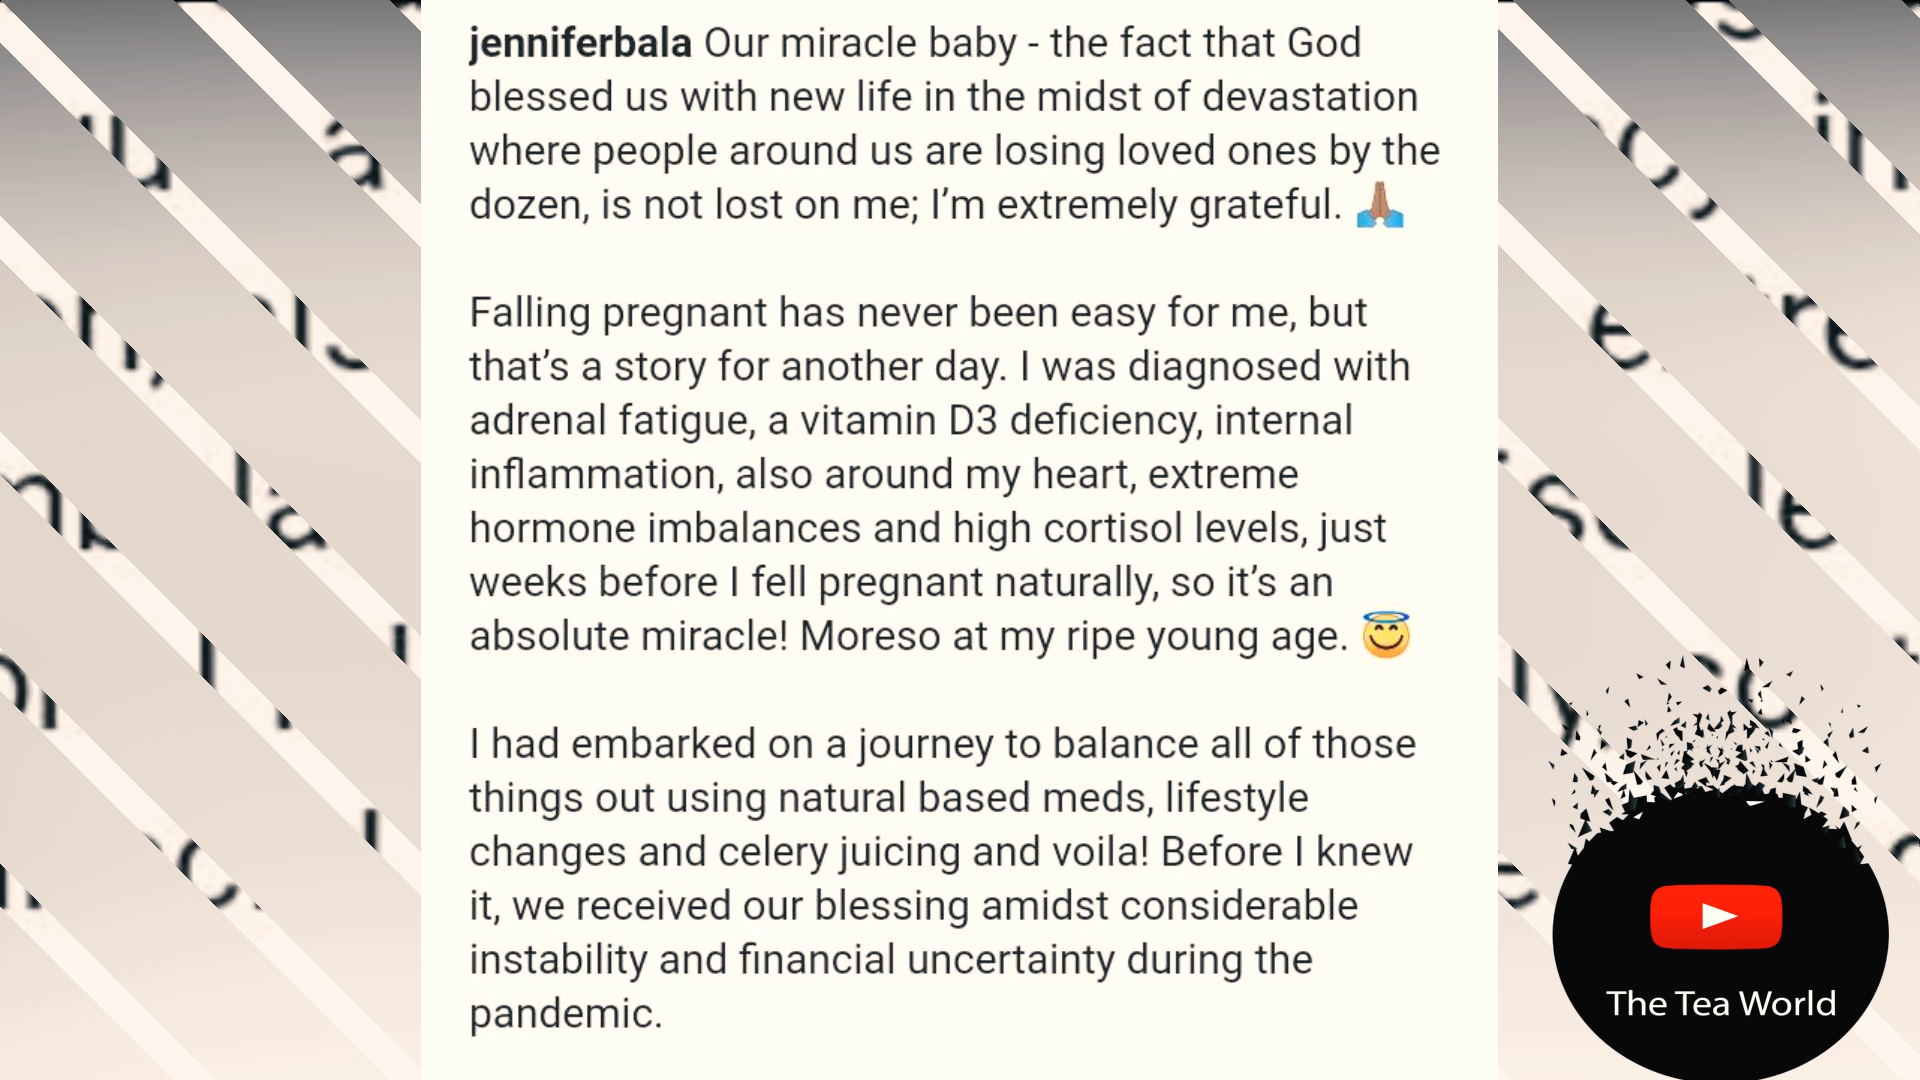 jenniferbala Our miracle baby - the fact that God
blessed us with new life in the midst of devastation
where people around us are losing loved ones by the
dozen, is not lost on me; I’m extremely grateful. 🙏🏽
Falling pregnant has never been easy for me, but
that’s a story for another day. I was diagnosed with
adrenal fatigue, a vitamin D3 deficiency, internal
inflammation, also around my heart, extreme
hormone imbalances and high cortisol levels, just
weeks before I fell pregnant naturally, so it’s an
absolute miracle! Moreso at my ripe young age. 😇
I had embarked on a journey to balance all of those
things out using natural based meds, lifestyle
changes and celery juicing and voila! Before I knew
it, we received our blessing amidst considerable
instability and financial uncertainty during the
pandemic.
The Tea World